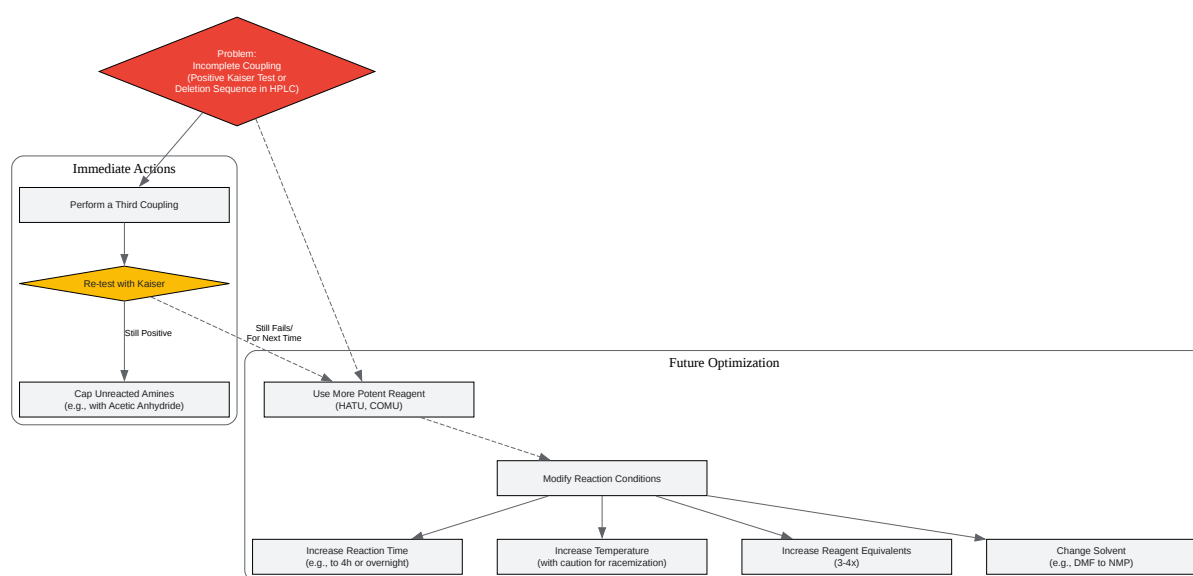 Problem:
Incomplete Coupling
(Positive Kaiser Test or
Deletion Sequence in HPLC)
Immediate Actions
Perform a Third Coupling
Re-test with Kaiser
Still Positive
Still Fails/
For Next Time
Cap Unreacted Amines
(e.g., with Acetic Anhydride)
Future Optimization
Use More Potent Reagent
(HATU, COMU)
Modify Reaction Conditions
Increase Reaction Time
(e.g., to 4h or overnight)
Increase Temperature
(with caution for racemization)
Increase Reagent Equivalents
(3-4x)
Change Solvent
(e.g., DMF to NMP)